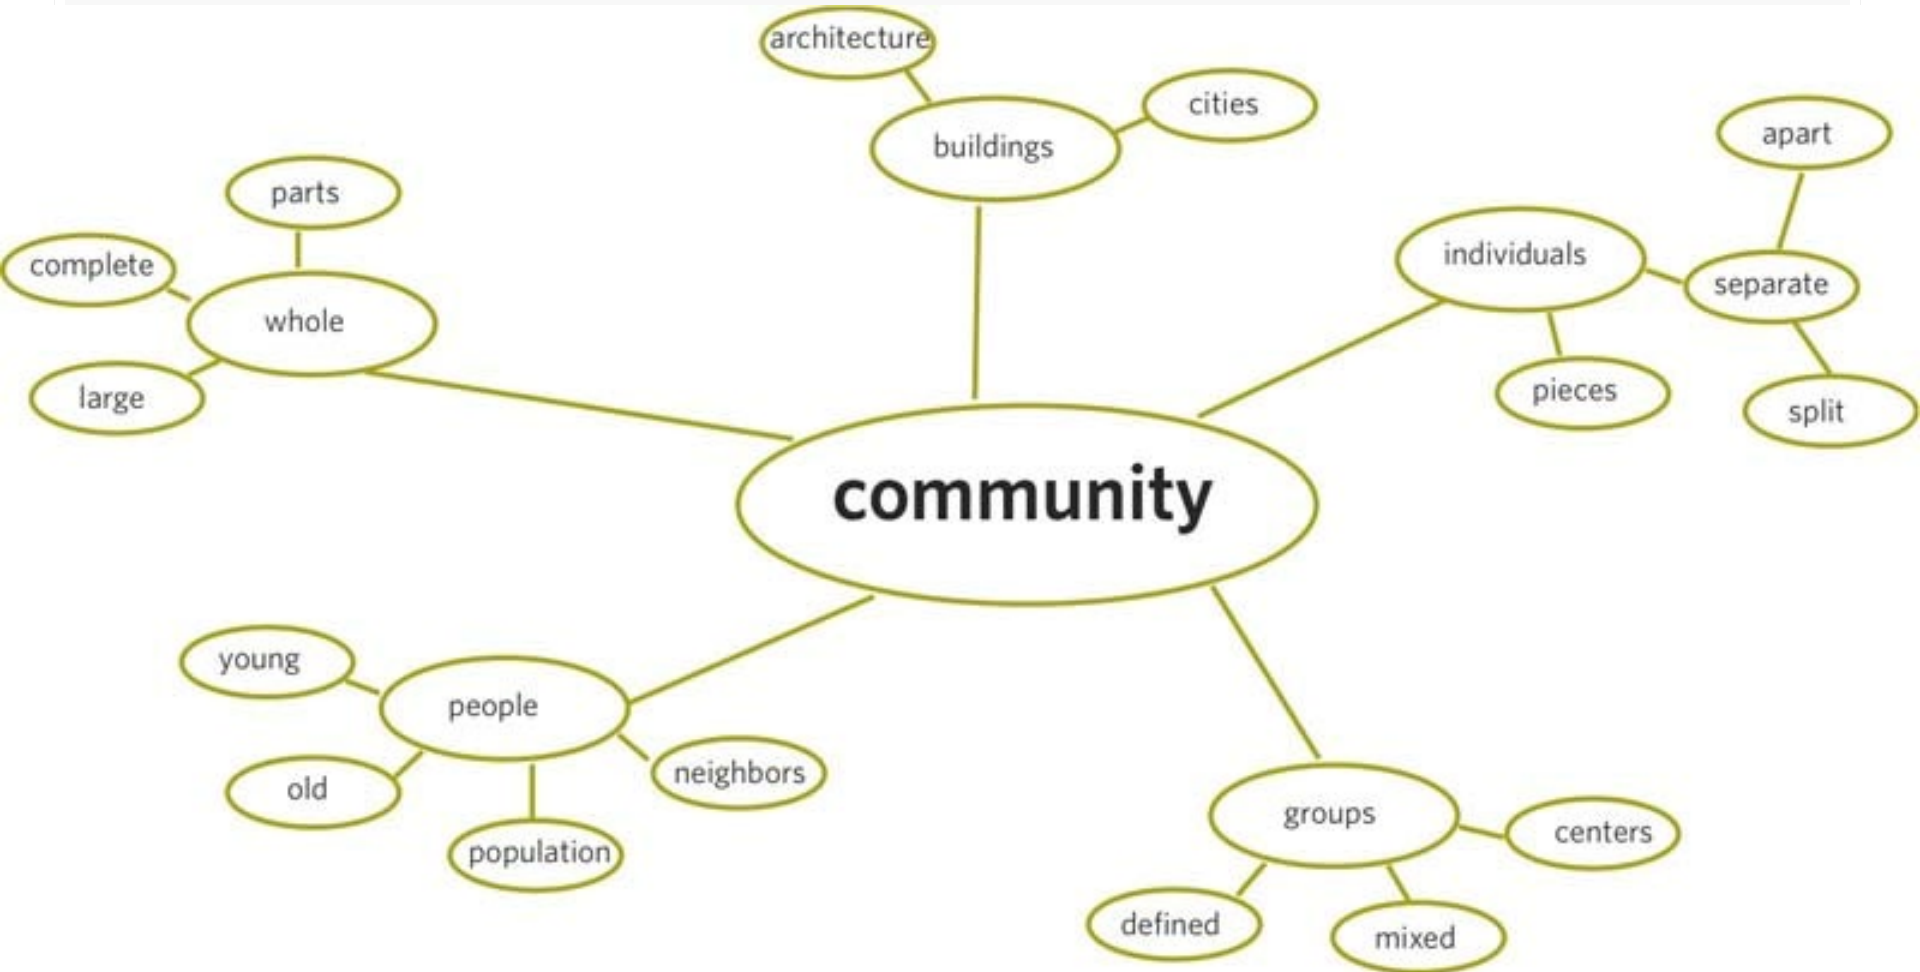 architecture
cities
buildings
apart
parts
individuals
complete
separate
whole
pieces
large
split
community
young
people
neighbors
old
population
groups
centers
defined
mixed